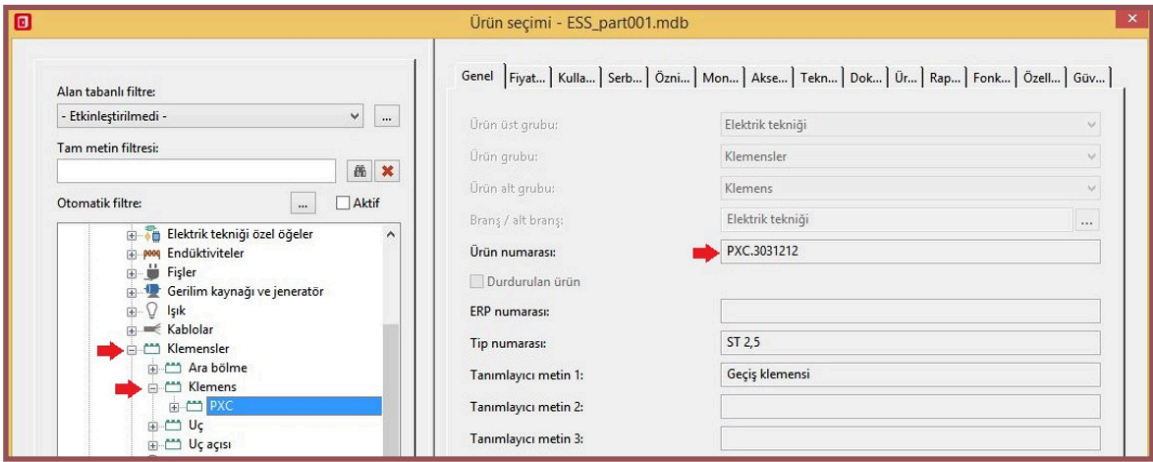 Ürün seçimi - ESS_part001.mdb
Alan tabanlı filtre:
- Etkinleştirilmedi -
...
Tam metin filtresi:
Otomatik filtre:
...
Aktif
Elektrik tekniği özel öğeler
Endüktiviteler
Fişler
Gerilim kaynağı ve jeneratör
Işık
Kablolar
Klemensler
Ara bölme
Klemens
PXC
Uç
Uç açısı
Genel Fiyat... Kulla... Serb... Özni... Mon... Akse... Tekn... Dok... Ür... Rap... Fonk... Özell... Güv...
Ürün üst grubu: Elektrik tekniği
Ürün grubu: Klemensler
Ürün alt grubu: Klemens
Branş / alt branş: Elektrik tekniği ...
Ürün numarası: PXC.3031212
Durdurulan ürün
ERP numarası:
Tip numarası: ST 2,5
Tanımlayıcı metin 1: Geçiş klemensi
Tanımlayıcı metin 2:
Tanımlayıcı metin 3: